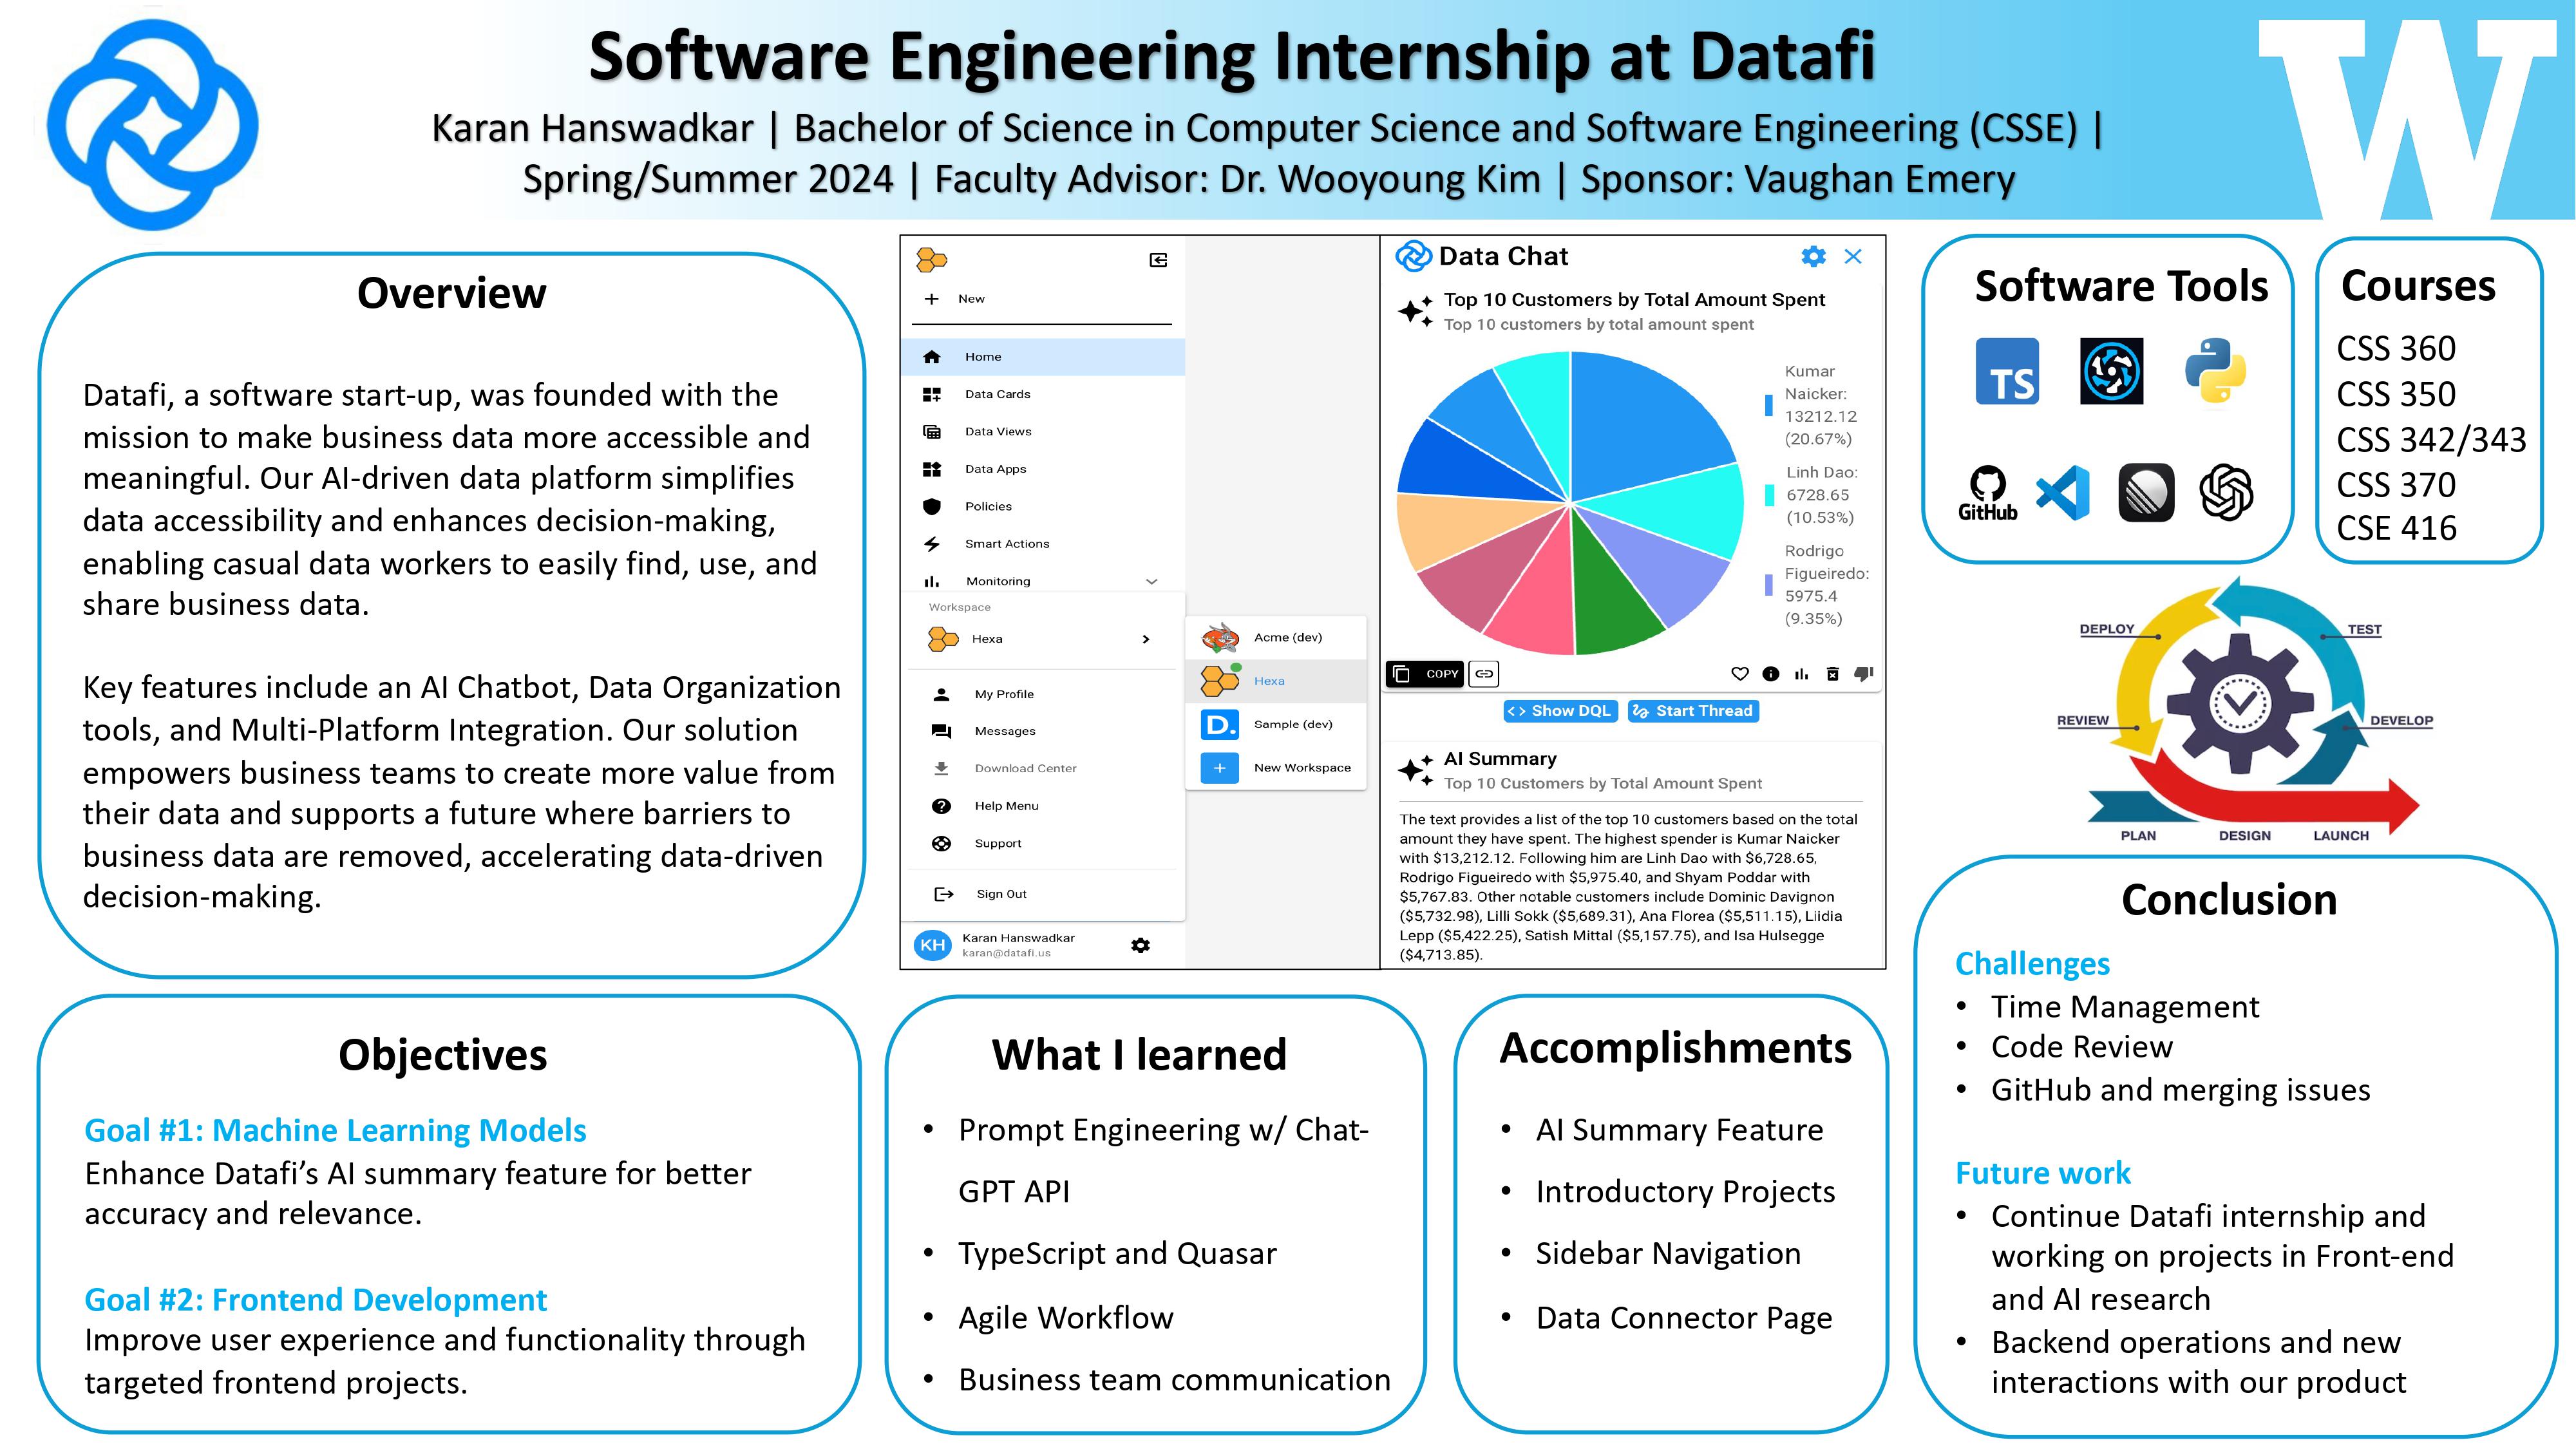 Software Engineering Internship at Datafi
Karan Hanswadkar | Bachelor of Science in Computer Science and Software Engineering (CSSE) |
Spring/Summer 2024 | Faculty Advisor: Dr. Wooyoung Kim | Sponsor: Vaughan Emery
W
Overview
Datafi, a software start-up, was founded with the
mission to make business data more accessible and
meaningful. Our AI-driven data platform simplifies
data accessibility and enhances decision-making,
enabling casual data workers to easily find, use, and
share business data.
Key features include an AI Chatbot, Data Organization
tools, and Multi-Platform Integration. Our solution
empowers business teams to create more value from
their data and supports a future where barriers to
business data are removed, accelerating data-driven
decision-making.
Objectives
Goal #1: Machine Learning Models
Enhance Datafi’s AI summary feature for better
accuracy and relevance.
Goal #2: Frontend Development
Improve user experience and functionality through
targeted frontend projects.
New
Home
Data Cards
Data Views
Data Apps
Policies
Smart Actions
Monitoring
Workspace
Hexa
My Profile
Messages
Download Center
Help Menu
Support
Sign Out
KH
Karan Hanswadkar
karan@datafi.us
Acme (dev)
Hexa
D.
Sample (dev)
New Workspace
Data Chat
Top 10 Customers by Total Amount Spent
Top 10 customers by total amount spent
Kumar
Naicker:
13212.12
(20.67%)
Linh Dao:
6728.65
(10.53%)
Rodrigo
Figueiredo:
5975.4
(9.35%)
COPY
<> Show DQL
Start Thread
AI Summary
Top 10 Customers by Total Amount Spent
The text provides a list of the top 10 customers based on the total
amount they have spent. The highest spender is Kumar Naicker
with $13,212.12. Following him are Linh Dao with $6,728.65,
Rodrigo Figueiredo with $5,975.40, and Shyam Poddar with
$5,767.83. Other notable customers include Dominic Davignon
($5,732.98), Lilli Sokk ($5,689.31), Ana Florea ($5,511.15), Liidia
Lepp ($5,422.25), Satish Mittal ($5,157.75), and Isa Hulsegge
($4,713.85).
What I learned
• Prompt Engineering w/ Chat-
GPT API
• TypeScript and Quasar
• Agile Workflow
• Business team communication
Accomplishments
• AI Summary Feature
• Introductory Projects
• Sidebar Navigation
• Data Connector Page
Software Tools
TS
GitHub
Courses
CSS 360
CSS 350
CSS 342/343
CSS 370
CSE 416
DEPLOY
TEST
REVIEW
DEVELOP
PLAN
DESIGN
LAUNCH
Conclusion
Challenges
• Time Management
• Code Review
• GitHub and merging issues
Future work
• Continue Datafi internship and
working on projects in Front-end
and AI research
• Backend operations and new
interactions with our product